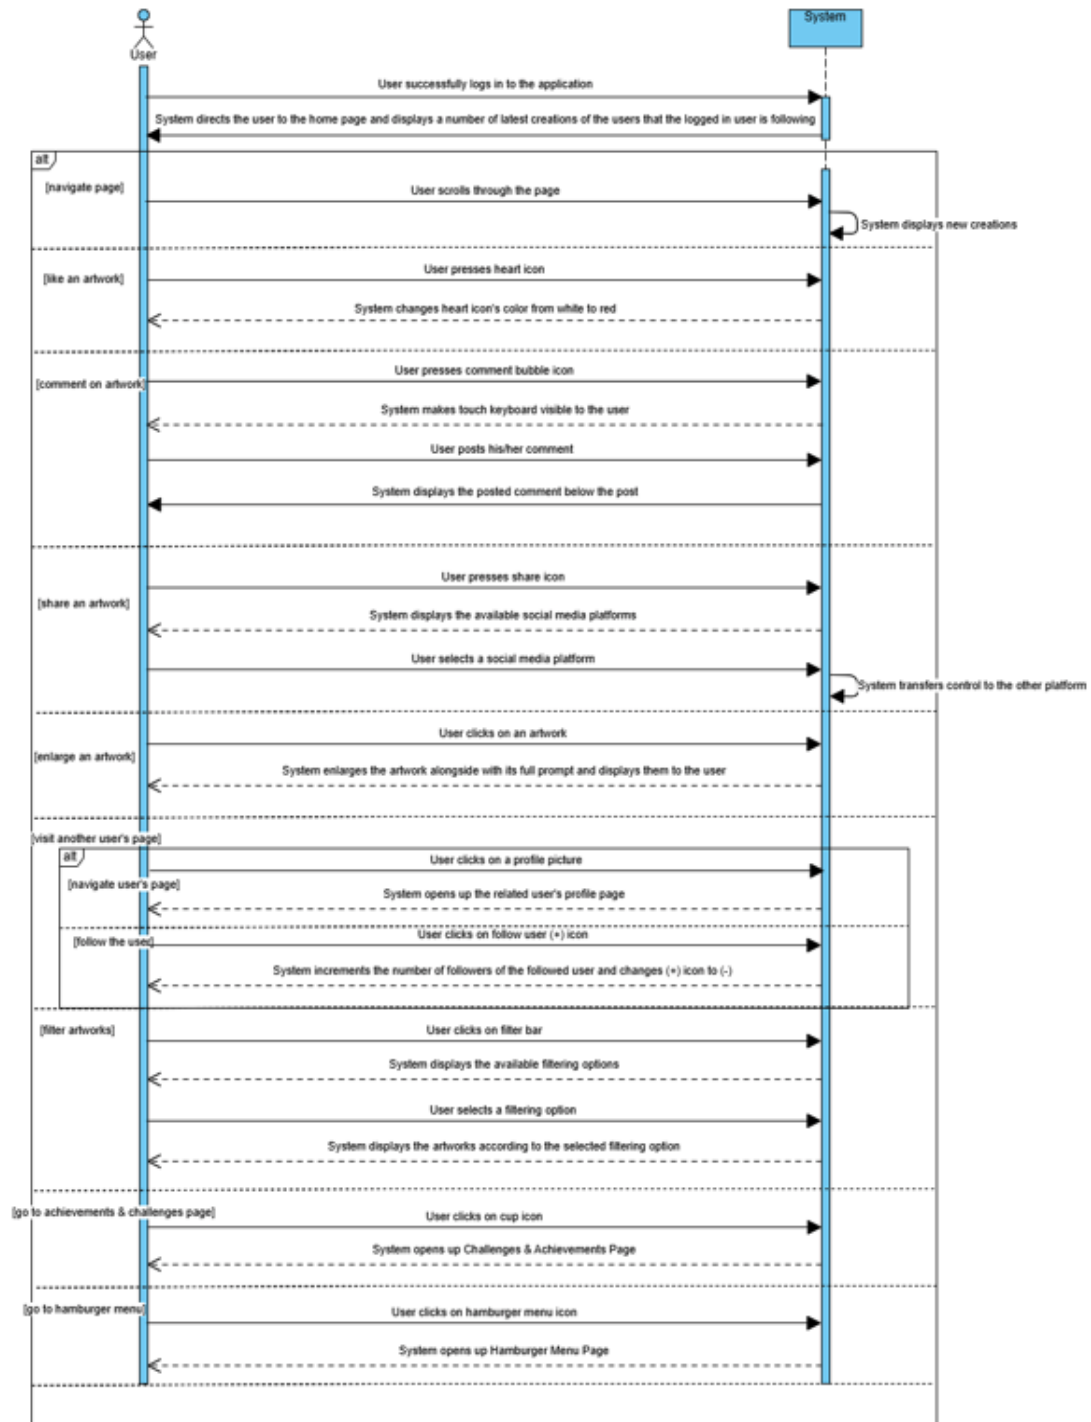 User
System
User successfully logs in to the application
System directs the user to the home page and displays a number of latest creations of the users that the logged in user is following
alt
[navigate page]
User scrolls through the page
System displays new creations
[like an artwork]
User presses heart icon
System changes heart icon's color from white to red
[comment on artwork]
User presses comment bubble icon
System makes touch keyboard visible to the user
User posts his/her comment
System displays the posted comment below the post
[share an artwork]
User presses share icon
System displays the available social media platforms
User selects a social media platform
System transfers control to the other platform
[enlarge an artwork]
User clicks on an artwork
System enlarges the artwork alongside with its full prompt and displays them to the user
[visit another user's page]
alt
[navigate user's page]
User clicks on a profile picture
System opens up the related user's profile page
[follow the user]
User clicks on follow user (+) icon
System increments the number of followers of the followed user and changes (+) icon to (-)
[filter artworks]
User clicks on filter bar
System displays the available filtering options
User selects a filtering option
System displays the artworks according to the selected filtering option
[go to achievements & challenges page]
User clicks on cup icon
System opens up Challenges & Achievements Page
[go to hamburger menu]
User clicks on hamburger menu icon
System opens up Hamburger Menu Page